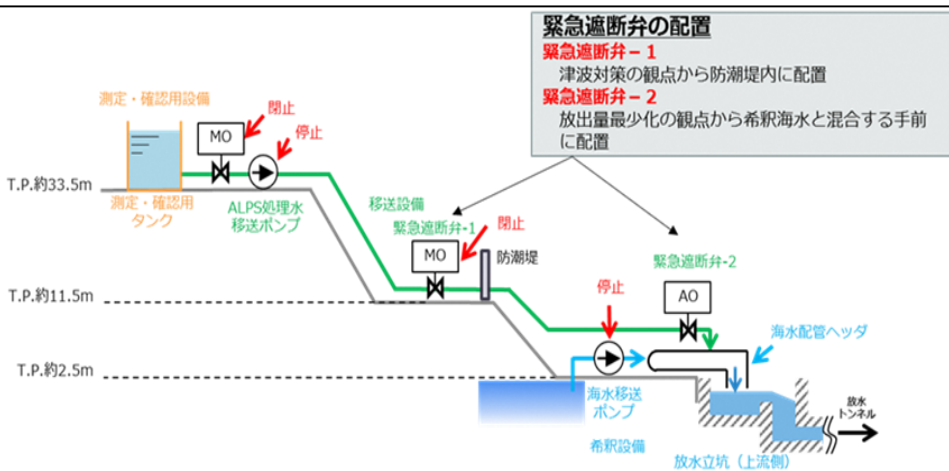 緊急遮断弁の配置
緊急遮断弁－1
津波対策の観点から防潮堤内に配置
緊急遮断弁－2
放出量最少化の観点から希釈海水と混合する手前
に配置
測定・確認用設備
閉止
MO
停止
T.P.約33.5m
測定・確認用
タンク
ALPS処理水
移送ポンプ
移送設備
緊急遮断弁-1
閉止
MO
防潮堤
緊急遮断弁-2
T.P.約11.5m
停止
AO
海水配管ヘッダ
T.P.約2.5m
海水移送
ポンプ
放水
トンネル
希釈設備
放水立坑（上流側）